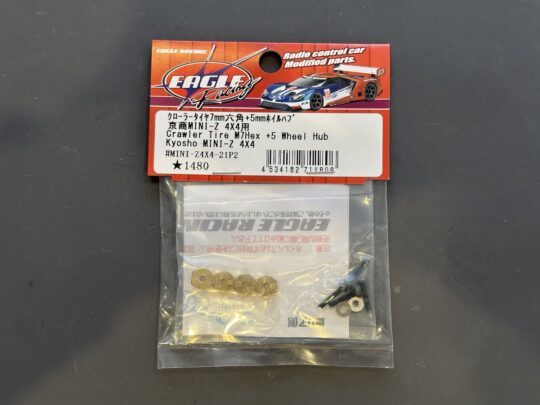 EAGLE RACING
EAGLE
Racing
Radio control car
Modified parts.
クローラータイヤ7mm六角+5mmホイルハブ
京商MINI-Z 4X4用
Crawler Tire M7Hex +5 Wheel Hub
Kyosho MINI-Z 4X4
#MINI-Z4X4-21P2
★1480
4 534182 711806
EAGLE RACING